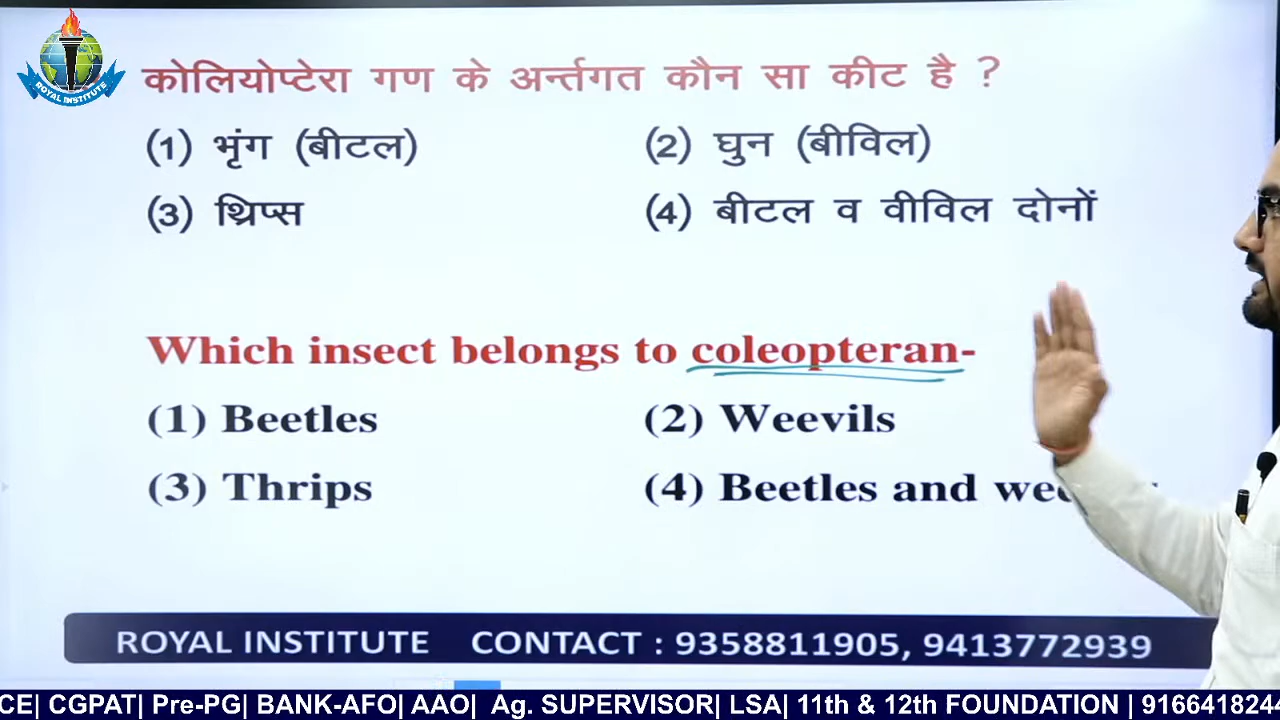 ROYAL INSTITUTE
कोलियोप्टेरा गण के अर्न्तगत कौन सा कीट है ?
(1) भृंग (बीटल) (2) घुन (बीविल)
(3) थ्रिप्स (4) बीटल व वीविल दोनों
Which insect belongs to coleopteran-
(1) Beetles (2) Weevils
(3) Thrips (4) Beetles and
ROYAL INSTITUTE CONTACT : 9358811905, 9413772939
CE| CGPAT| Pre-PG| BANK-AFO| AAO| Ag. SUPERVISOR| LSA| 11th & 12th FOUNDATION | 9166418244